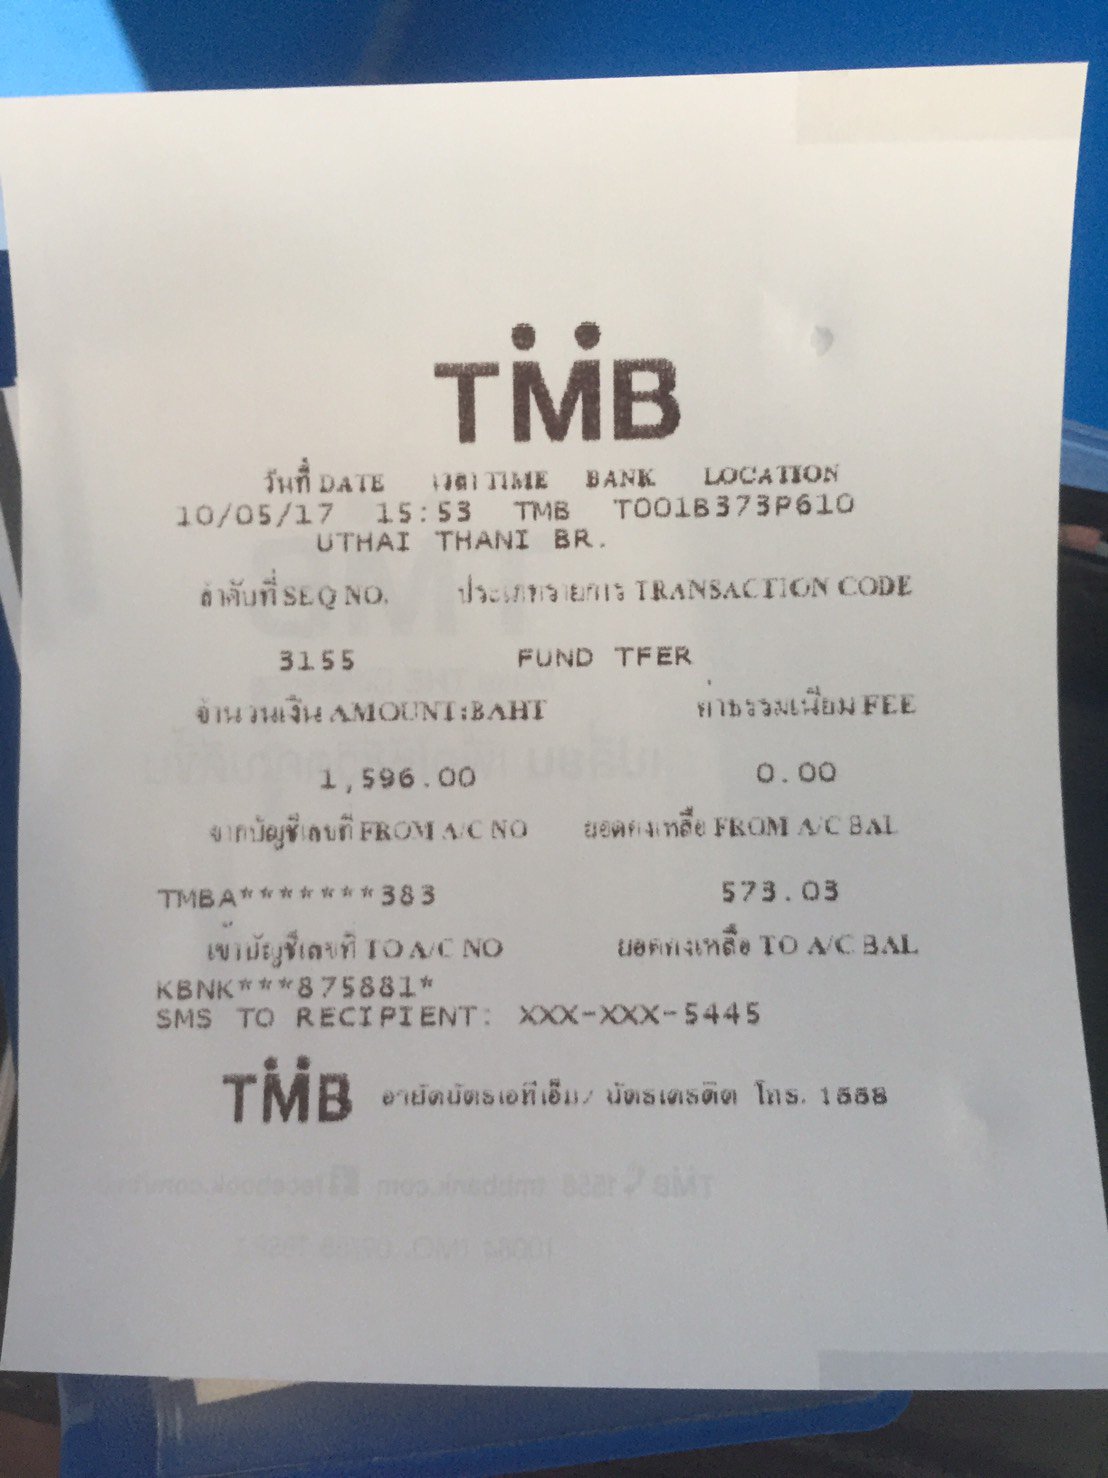 TMB
วันที่ DATE เวลา TIME BANK LOCATION
10/05/17 15:53 TMB T001B373P610
UTHAI THANI BR.
ลำดับที่ SEQ NO. ประเภทรายการ TRANSACTION CODE
3155 FUND TFER
จำนวนเงิน AMOUNT:BAHT ค่าธรรมเนียม FEE
1,596.00 0.00
จากบัญชีเลขที่ FROM A/C NO ยอดคงเหลือ FROM A/C BAL
TMBA*******383 573.03
เข้าบัญชีเลขที่ TO A/C NO ยอดคงเหลือ TO A/C BAL
KBNK***875881*
SMS TO RECIPIENT: XXX-XXX-5445
TMB อายัดบัตรเอทีเอ็ม/ บัตรเครดิต โทร. 1558